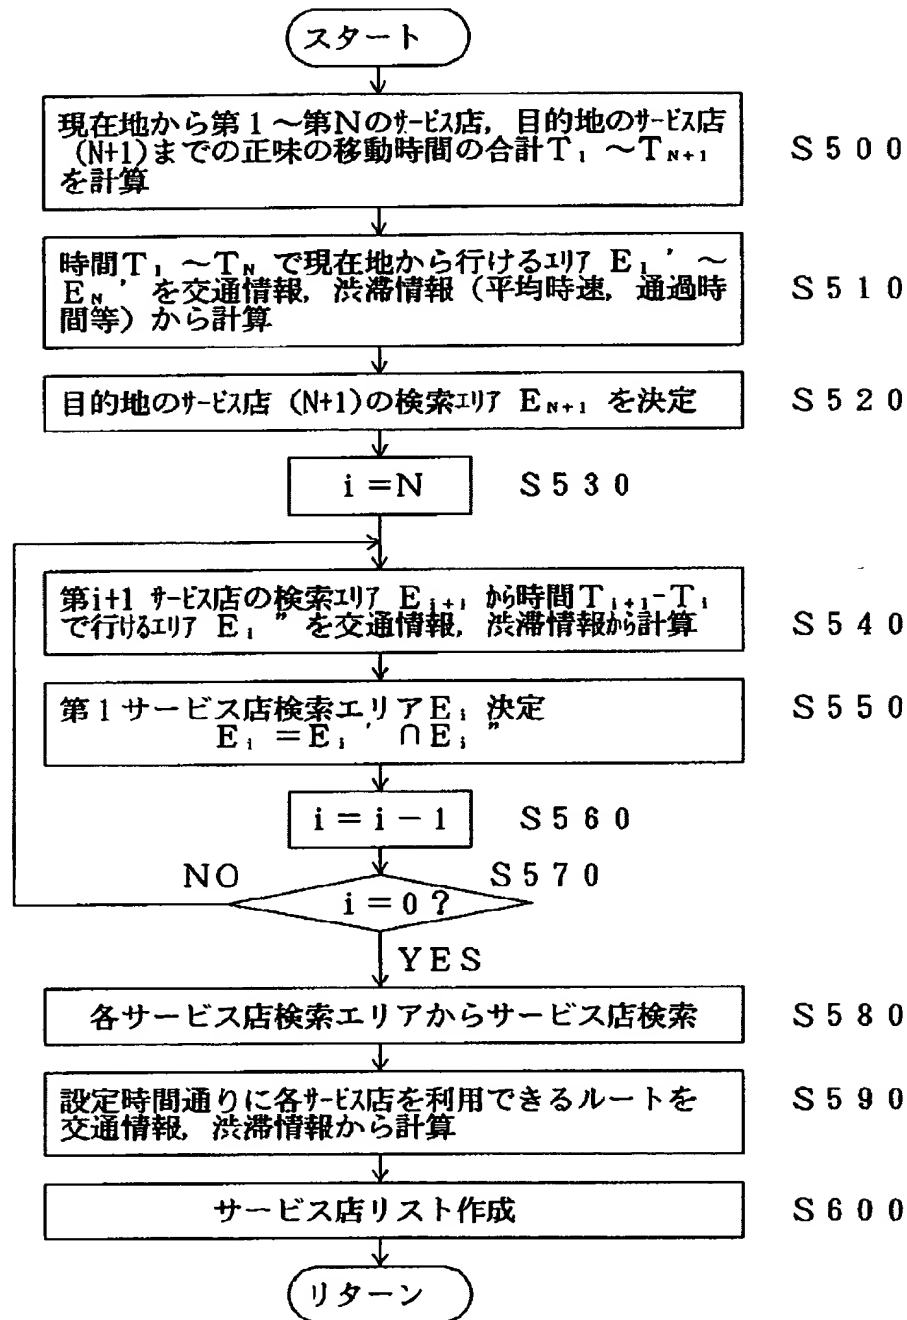 スタート
現在地から第1〜第Nのサービス店,目的地のサービス店
(N+1)までの正味の移動時間の合計T₁〜T_{N+1}
を計算
S500
時間T₁〜T_Nで現在地から行けるエリア E₁'〜
E_N' を交通情報,渋滞情報(平均時速,通過時
間等)から計算
S510
目的地のサービス店(N+1)の検索エリア E_{N+1} を決定
S520
i=N
S530
第i+1 サービス店の検索エリア E_{i+1} から時間T_{i+1}-T_i
で行けるエリア E_i" を交通情報,渋滞情報から計算
S540
第1サービス店検索エリアE_i 決定
E_i=E_i' ∩E_i"
S550
i=i−1
S560
NO
S570
i=0?
YES
各サービス店検索エリアからサービス店検索
S580
設定時間通りに各サービス店を利用できるルートを
交通情報,渋滞情報から計算
S590
サービス店リスト作成
S600
リターン